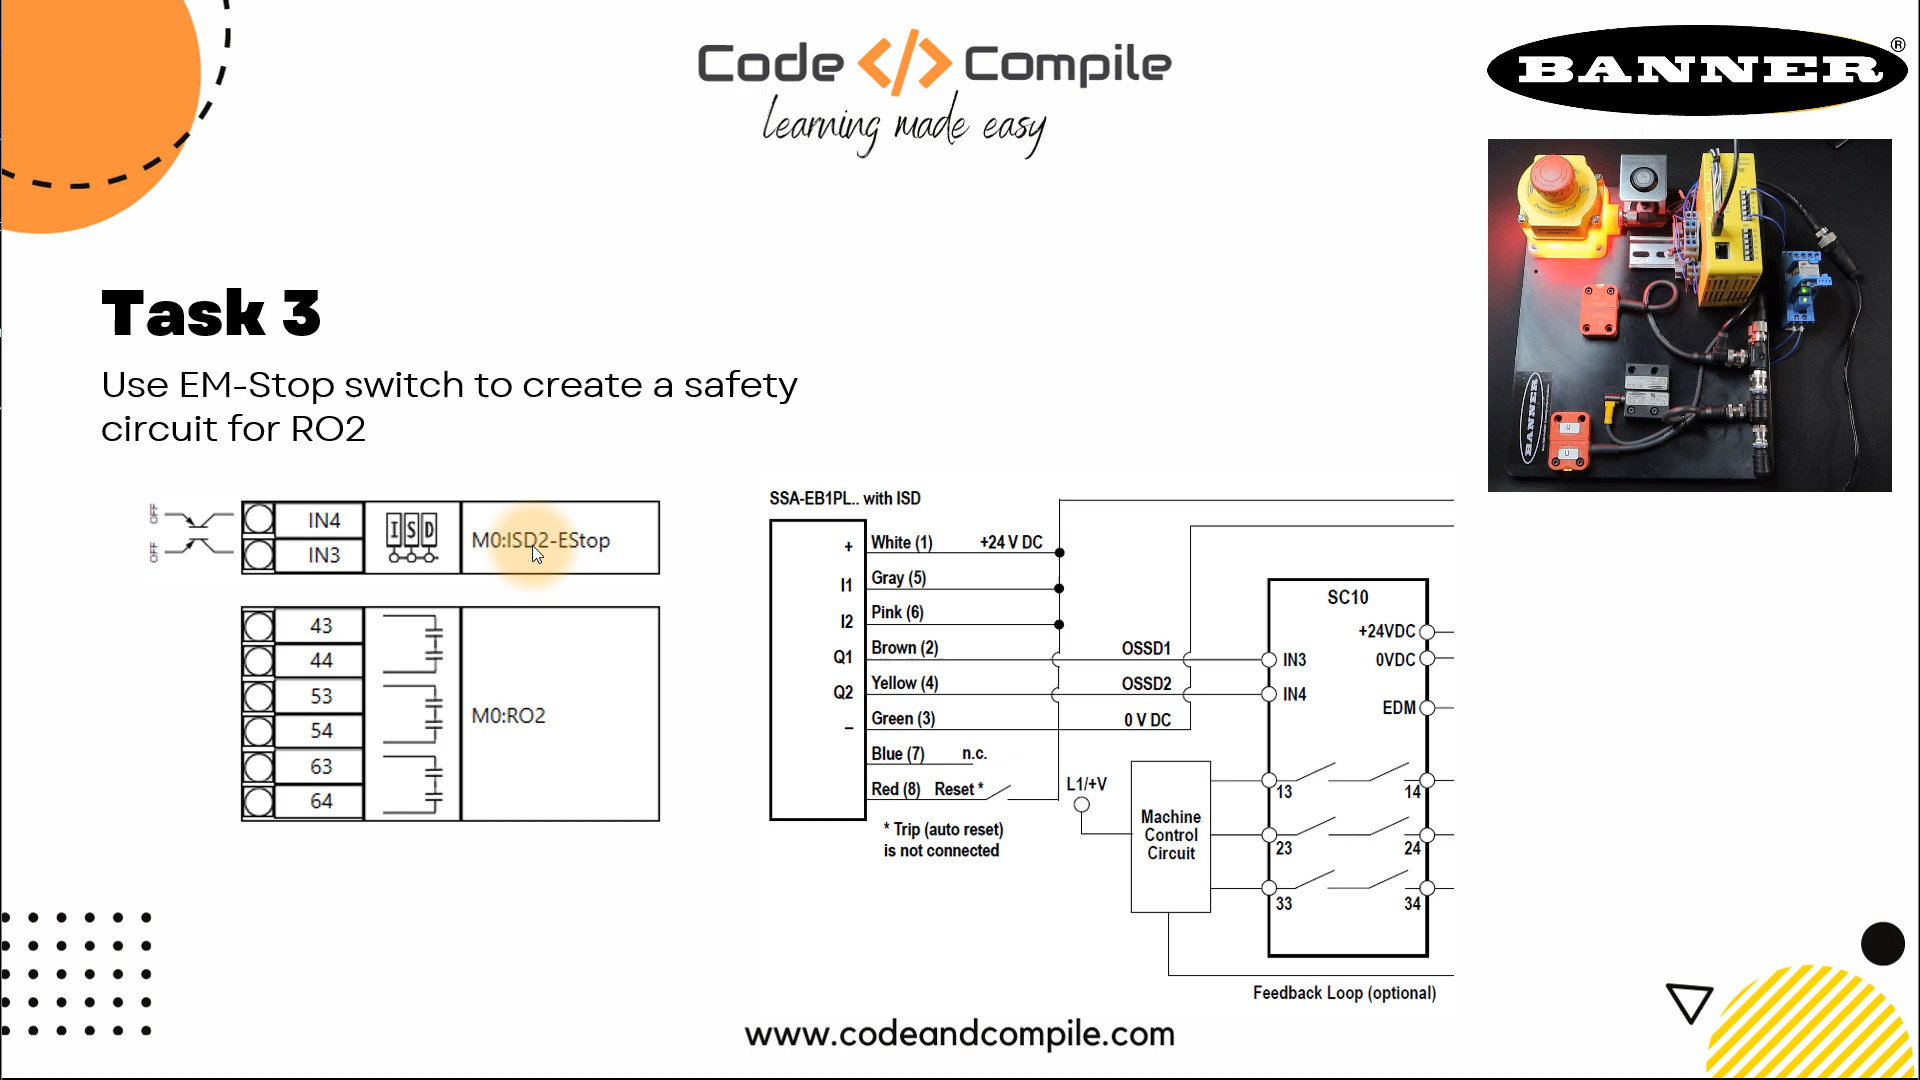 Code </> Compile
learning made easy
BANNER®
Task 3
Use EM-Stop switch to create a safety
circuit for RO2
OFF
OFF
IN4
IN3
ISD
M0:ISD2-EStop
43
44
53
54
63
64
M0:RO2
SSA-EB1PL.. with ISD
+
I1
I2
Q1
Q2
–
White (1)
+24 V DC
Gray (5)
Pink (6)
Brown (2)
OSSD1
Yellow (4)
OSSD2
Green (3)
0 V DC
Blue (7)
n.c.
Red (8)
Reset *
* Trip (auto reset)
is not connected
L1/+V
Machine
Control
Circuit
SC10
+24VDC
0VDC
IN3
IN4
EDM
13
14
23
24
33
34
Feedback Loop (optional)
BANNER
U
U
www.codeandcompile.com